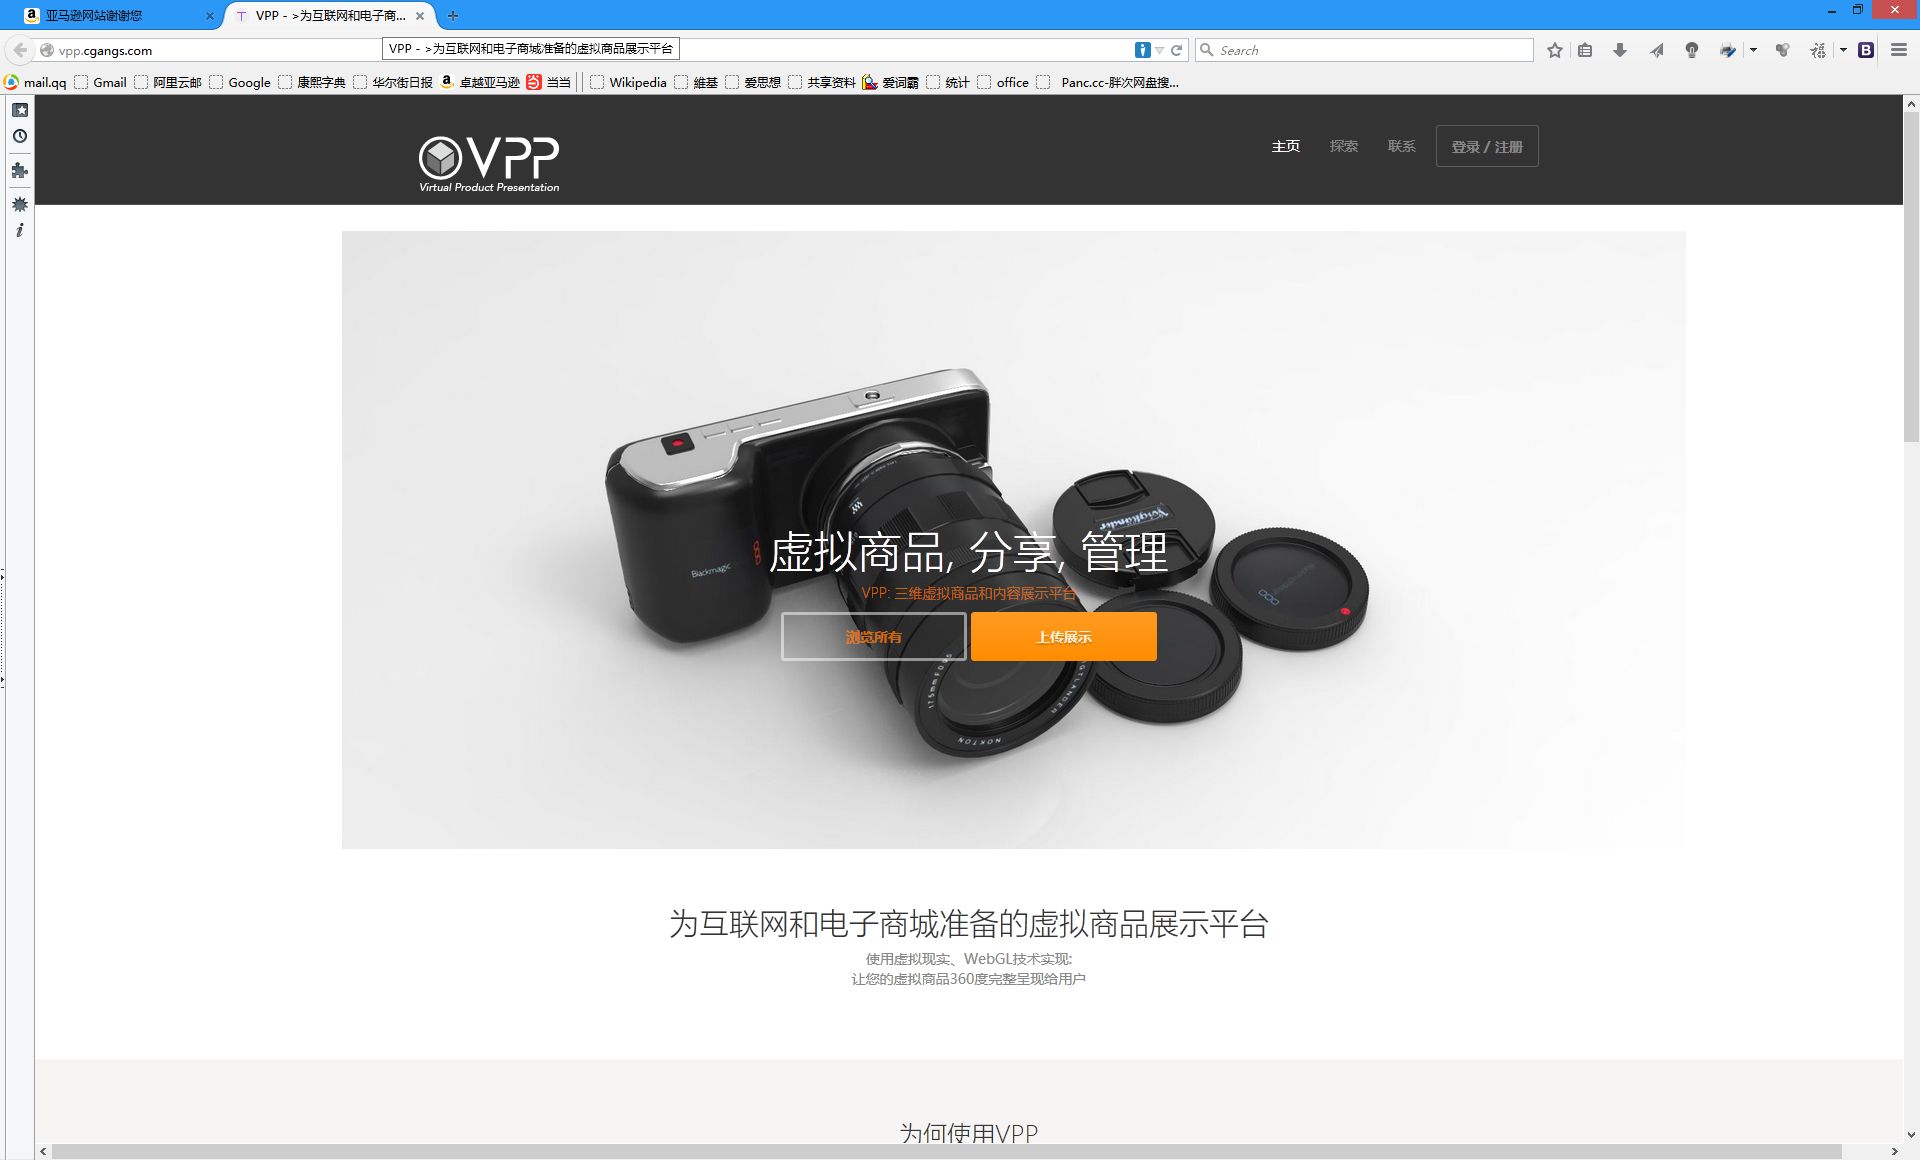 亚马逊网站谢谢您
VPP - >为互联网和电子商...
vpp.cgangs.com
VPP - >为互联网和电子商城准备的虚拟商品展示平台
Search
mail.qq
Gmail
阿里云邮
Google
康熙字典
华尔街日报
卓越亚马逊
当当
Wikipedia
維基
爱思想
共享资料
爱词霸
统计
office
Panc.cc-胖次网盘搜...
VPP
Virtual Product Presentation
主页
探索
联系
登录 / 注册
Blackmagic
Voigtländer
虚拟商品, 分享, 管理
VPP: 三维虚拟商品和内容展示平台
浏览所有
上传展示
NOKTON
为互联网和电子商城准备的虚拟商品展示平台
使用虚拟现实、WebGL技术实现:
让您的虚拟商品360度完整呈现给用户
为何使用VPP